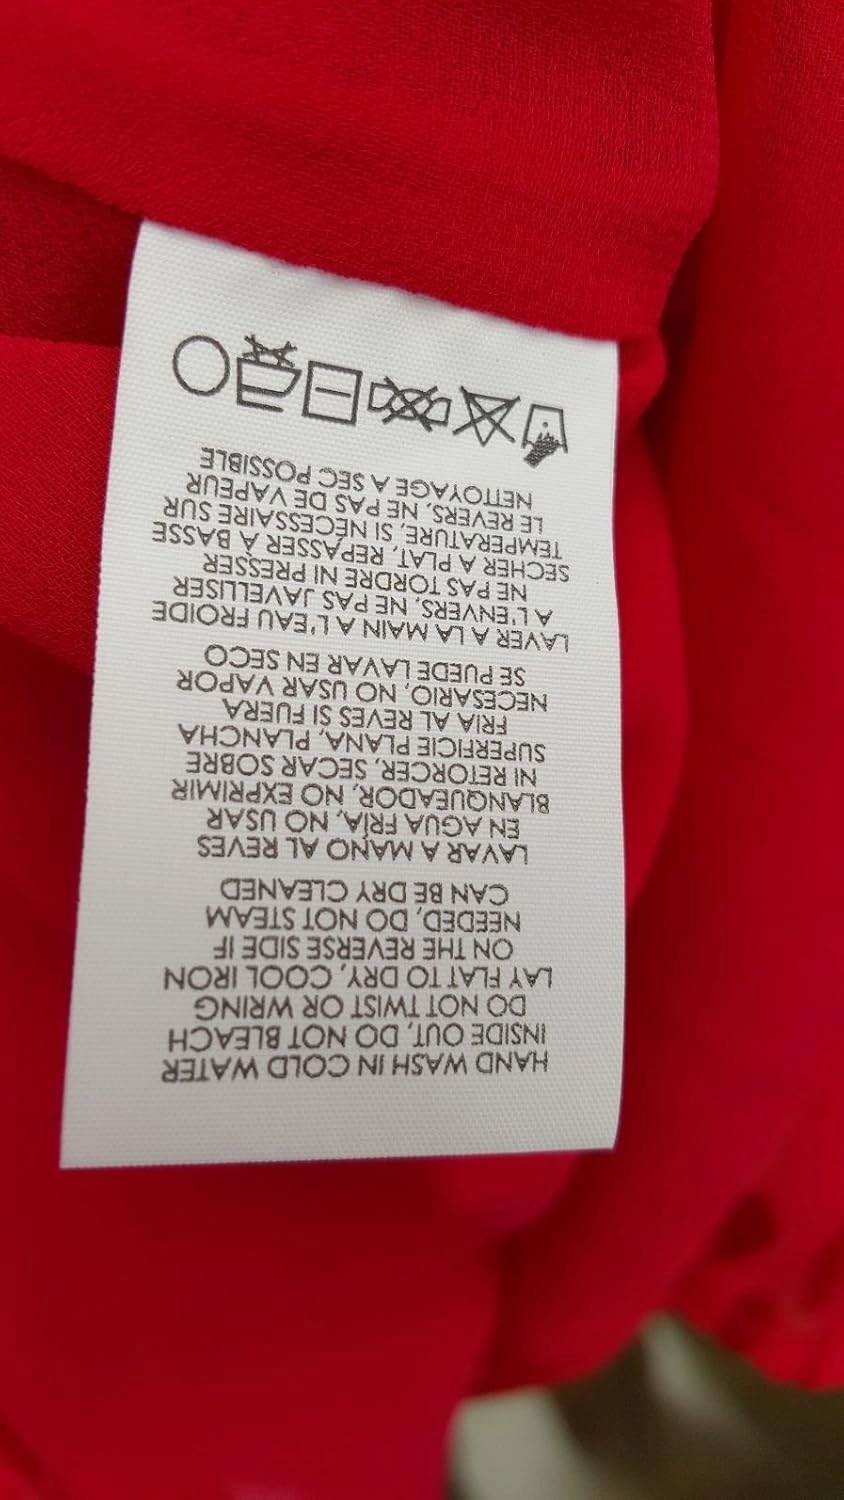 HAND WASH IN COLD WATER
INSIDE OUT, DO NOT BLEACH
DO NOT TWIST OR WRING
LAY FLAT TO DRY, COOL IRON
ON THE REVERSE SIDE IF
NEEDED, DO NOT STEAM
CAN BE DRY CLEANED
LAVAR A MANO AL REVES
EN AGUA FRÍA, NO USAR
BLANQUEADOR, NO EXPRIMIR
NI RETORCER, SECAR SOBRE
SUPERFICIE PLANA, PLANCHA
FRIA AL REVES SI FUERA
NECESARIO, NO USAR VAPOR
SE PUEDE LAVAR EN SECO
LAVER A LA MAIN A L'EAU FROIDE
A L'ENVERS, NE PAS JAVELLISER
NE PAS TORDRE NI PRESSER
SECHER A PLAT, REPASSER À BASSE
TEMPERATURE, SI NECESSAIRE SUR
LE REVERS, NE PAS DE VAPEUR
NETTOYAGE A SEC POSSIBLE